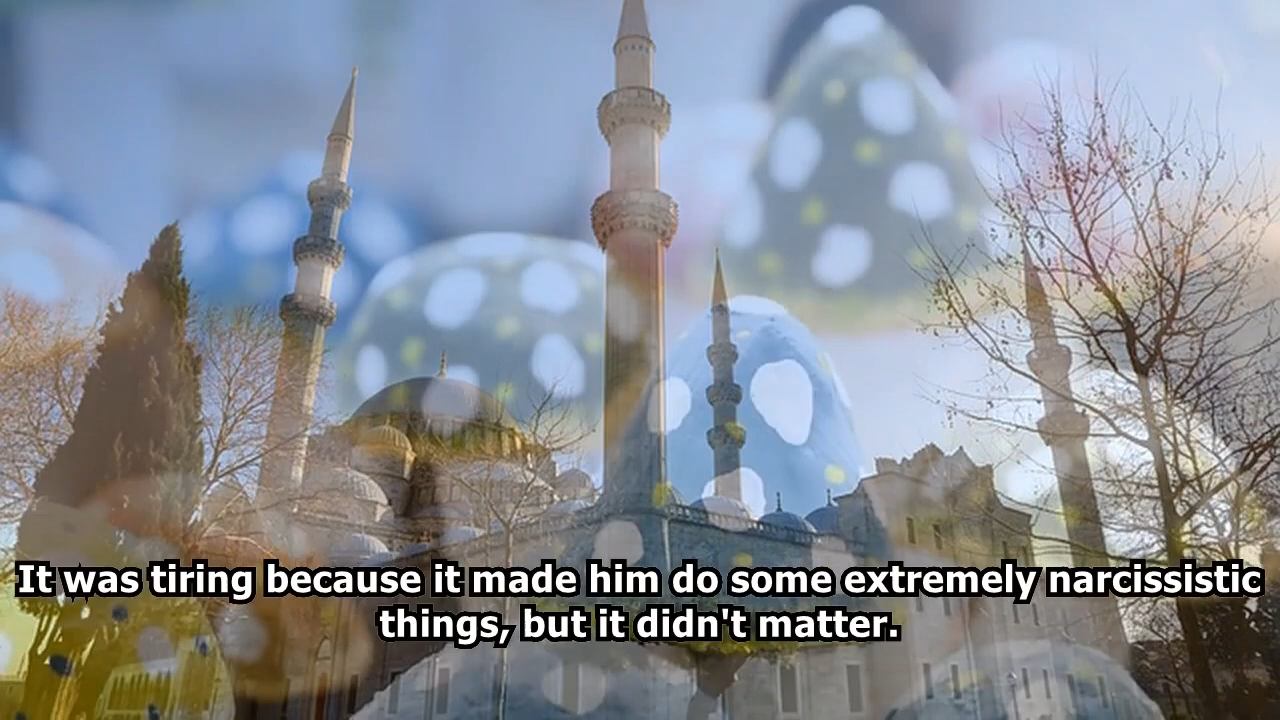 It was tiring because it made him do some extremely narcissistic
things, but it didn't matter.